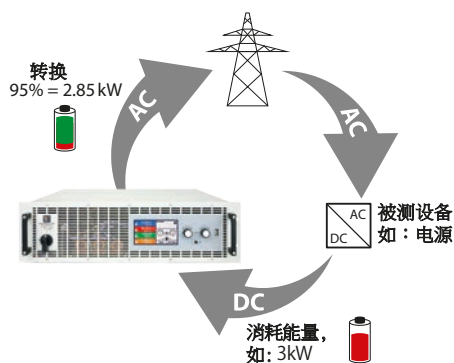 转换
95% = 2.85 kW
AC
AC
AC
DC
被测设备
如：电源
DC
消耗能量，
如: 3kW